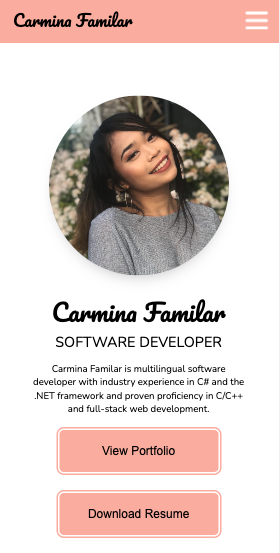 Carmina Familar
Carmina Familar
SOFTWARE DEVELOPER
Carmina Familar is multilingual software
developer with industry experience in C# and the
.NET framework and proven proficiency in C/C++
and full-stack web development.
View Portfolio
Download Resume